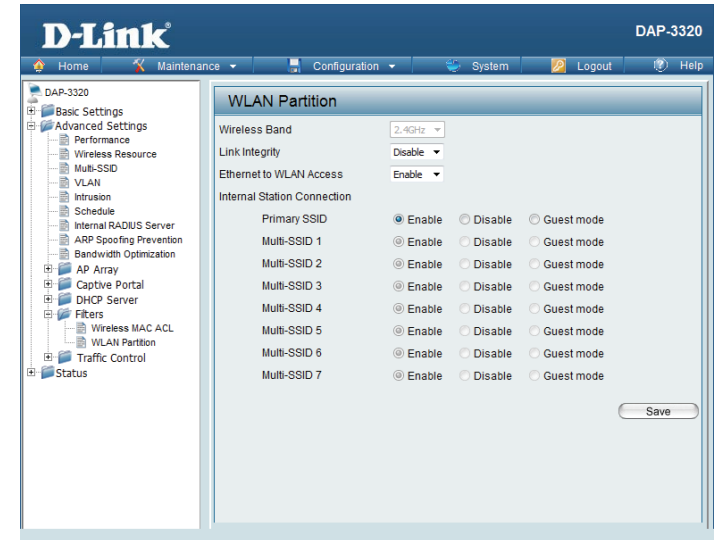 D-Link®
DAP-3320
Home Maintenance Configuration System Logout Help
DAP-3320
Basic Settings
Advanced Settings
Performance
Wireless Resource
Multi-SSID
VLAN
Intrusion
Schedule
Internal RADIUS Server
ARP Spoofing Prevention
Bandwidth Optimization
AP Array
Captive Portal
DHCP Server
Filters
Wireless MAC ACL
WLAN Partition
Traffic Control
Status
WLAN Partition
Wireless Band 2.4GHz
Link Integrity Disable
Ethernet to WLAN Access Enable
Internal Station Connection
Primary SSID Enable Disable Guest mode
Multi-SSID 1 Enable Disable Guest mode
Multi-SSID 2 Enable Disable Guest mode
Multi-SSID 3 Enable Disable Guest mode
Multi-SSID 4 Enable Disable Guest mode
Multi-SSID 5 Enable Disable Guest mode
Multi-SSID 6 Enable Disable Guest mode
Multi-SSID 7 Enable Disable Guest mode
Save